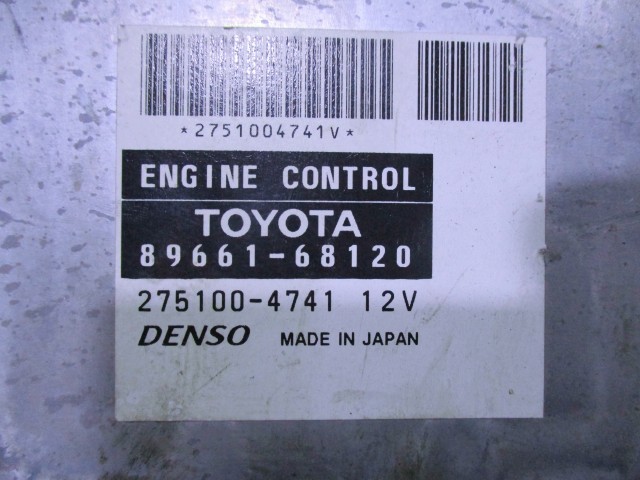 *2751004741V*
ENGINE CONTROL
TOYOTA
89661-68120
275100-4741 12V
DENSO MADE IN JAPAN